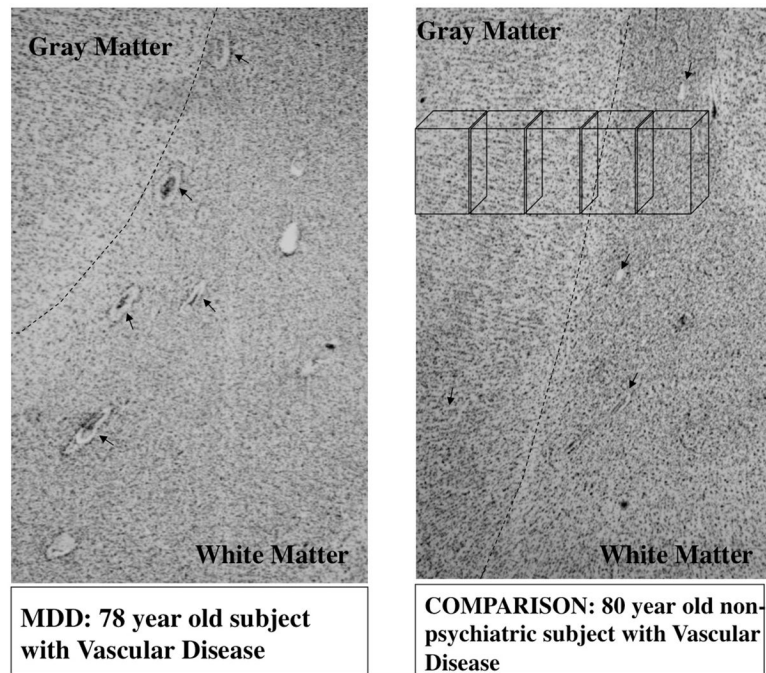 Gray Matter
White Matter
MDD: 78 year old subject
with Vascular Disease
Gray Matter
White Matter
COMPARISON: 80 year old non-
psychiatric subject with Vascular
Disease